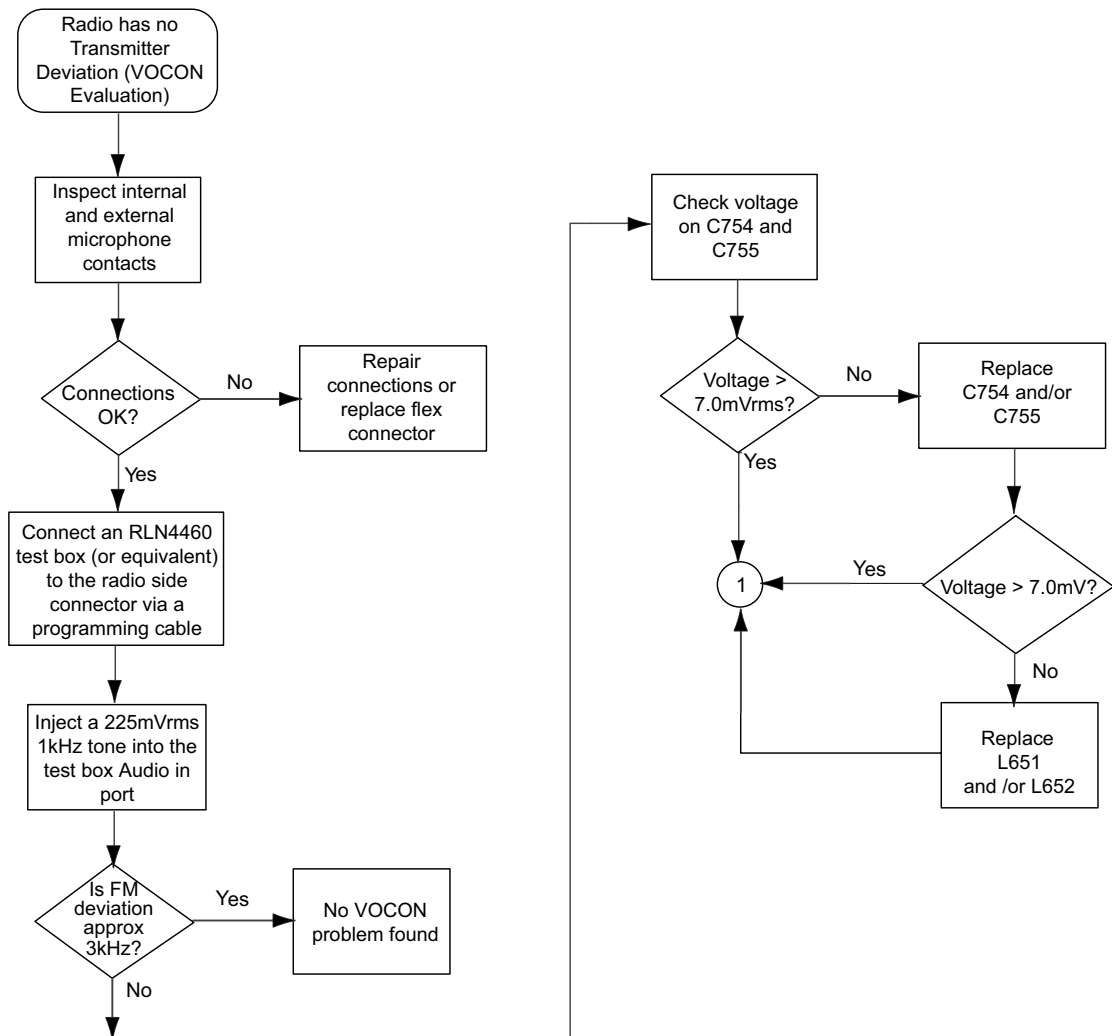 Radio has no
Transmitter
Deviation (VOCON
Evaluation)
Inspect internal
and external
microphone
contacts
Connections
OK?
No
Repair
connections or
replace flex
connector
Yes
Connect an RLN4460
test box (or equivalent)
to the radio side
connector via a
programming cable
Inject a 225mVrms
1kHz tone into the
test box Audio in
port
Is FM
deviation
approx
3kHz?
Yes
No VOCON
problem found
No
Check voltage
on C754 and
C755
Voltage >
7.0mVrms?
No
Replace
C754 and/or
C755
Yes
1
Yes
Voltage > 7.0mV?
No
Replace
L651
and /or L652